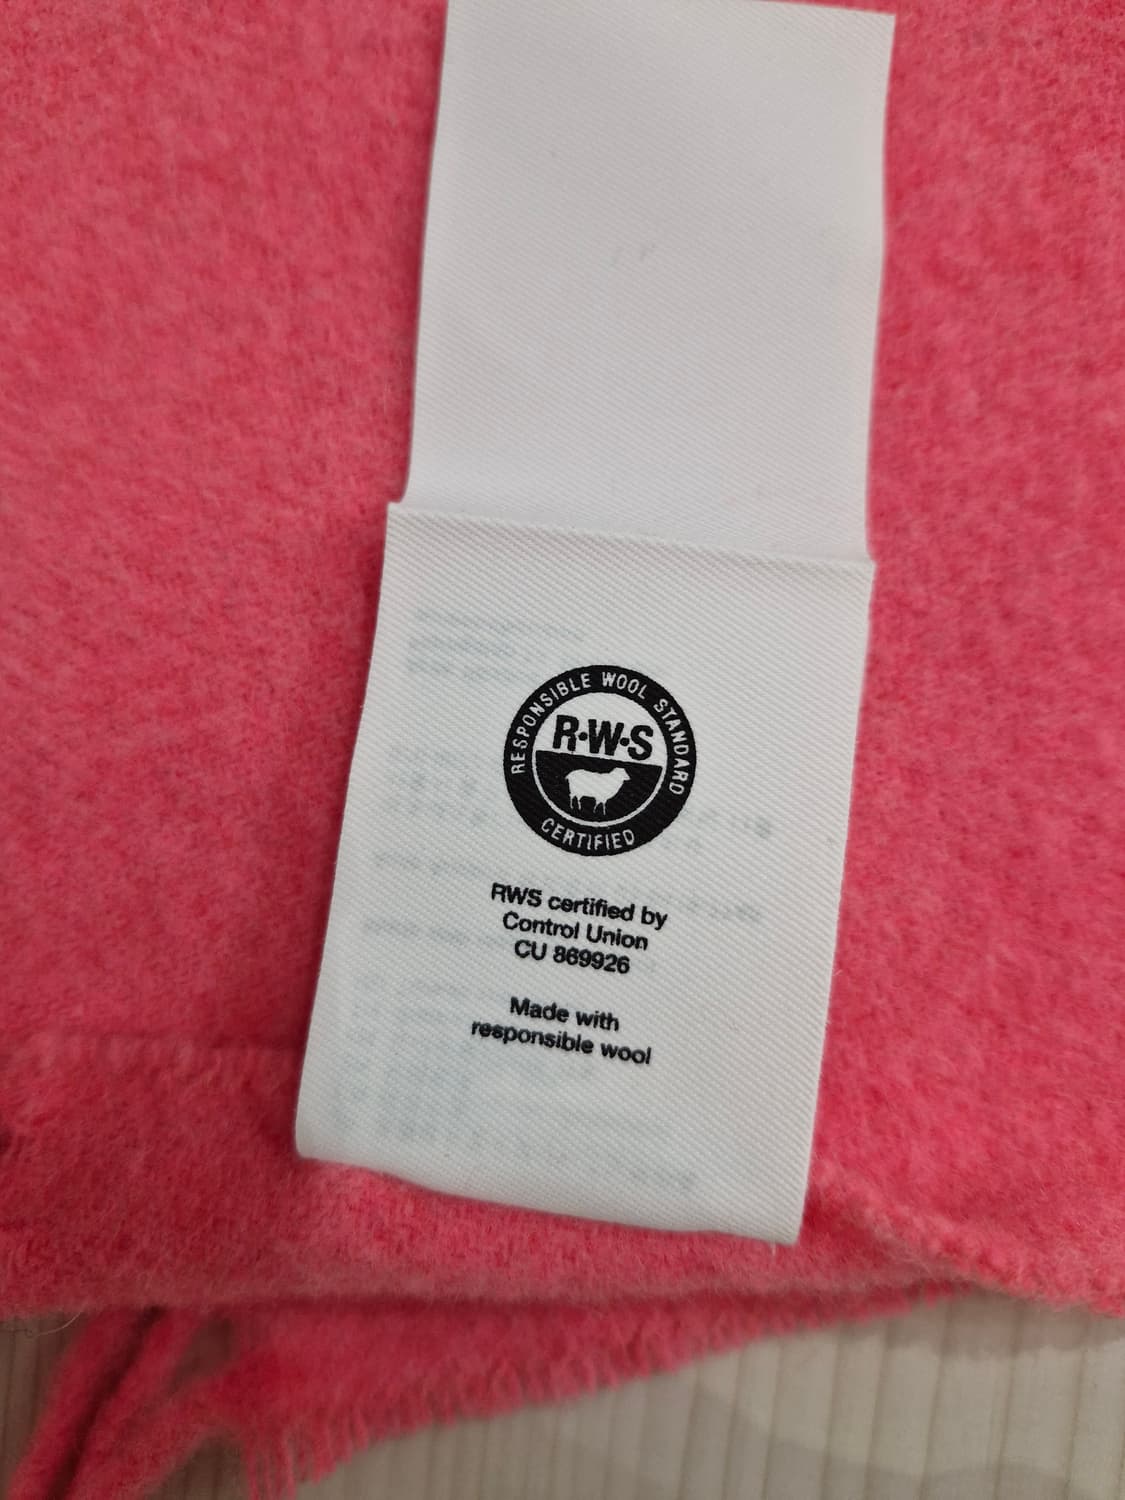 RESPONSIBLE WOOL STANDARD
R·W·S
CERTIFIED
RWS certified by
Control Union
CU 869926
Made with
responsible wool